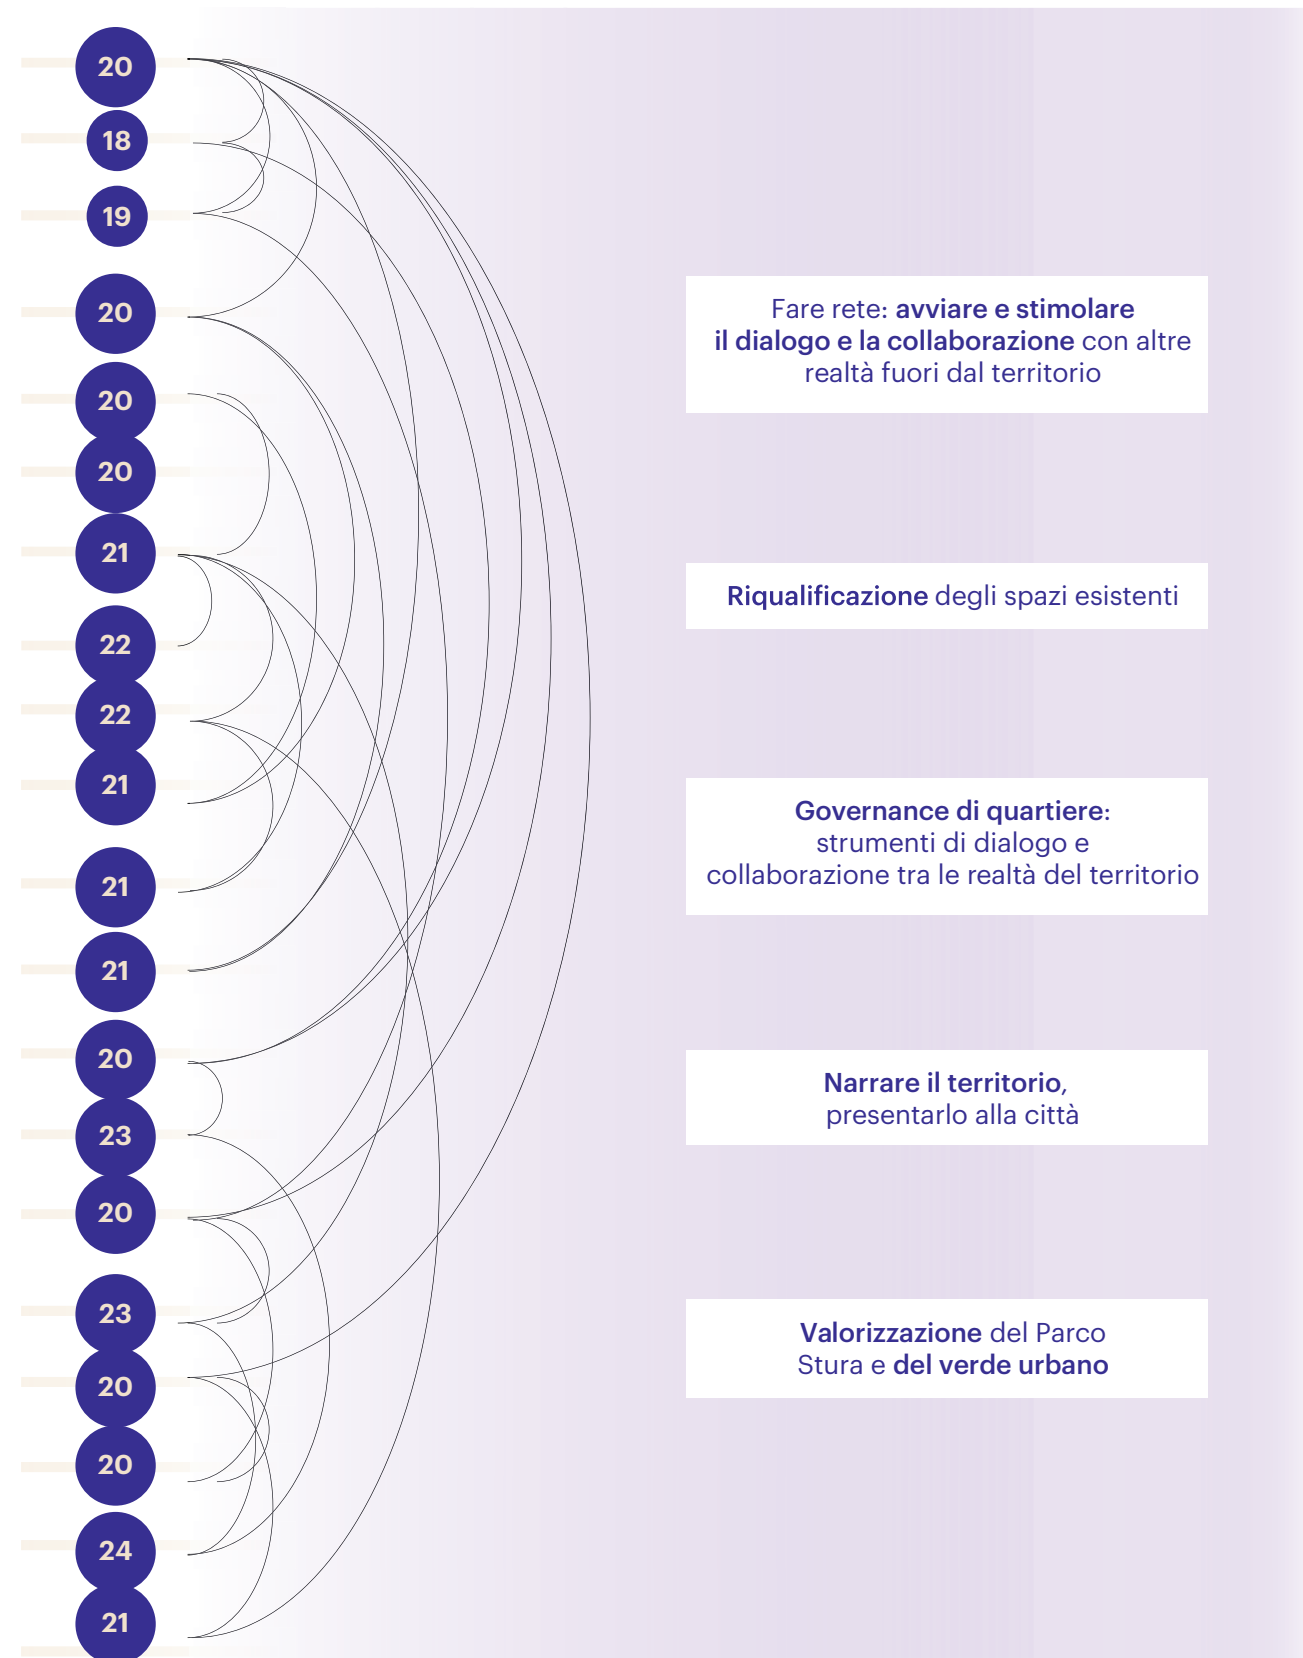 20
18
19
20
20
20
21
22
22
21
21
21
20
23
20
23
20
20
24
21
Fare rete: avviare e stimolare
il dialogo e la collaborazione con altre
realtà fuori dal territorio
Riqualificazione degli spazi esistenti
Governance di quartiere:
strumenti di dialogo e
collaborazione tra le realtà del territorio
Narrare il territorio,
presentarlo alla città
Valorizzazione del Parco
Stura e del verde urbano